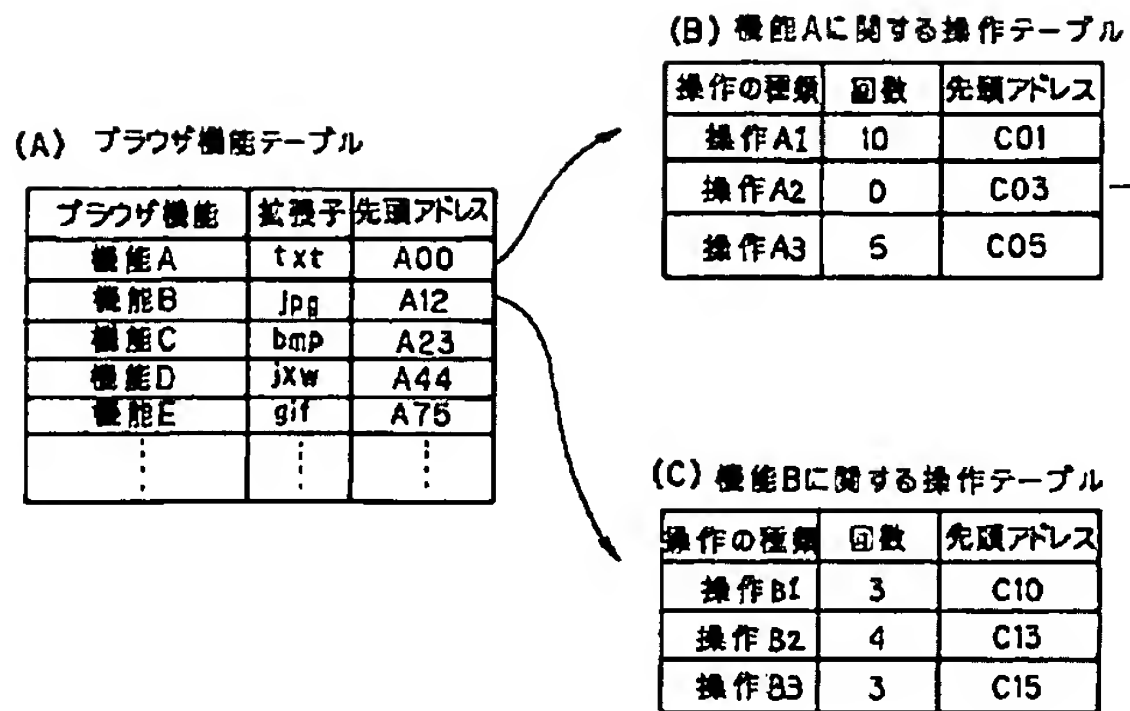 (A) ブラウザ機能テーブル
ブラウザ機能 拡張子 先頭アドレス
機能A txt A00
機能B jpg A12
機能C bmp A23
機能D jxw A44
機能E gif A75
(B) 機能Aに関する操作テーブル
操作の種類 回数 先頭アドレス
操作A1 10 C01
操作A2 0 C03
操作A3 5 C05
(C) 機能Bに関する操作テーブル
操作の種類 回数 先頭アドレス
操作B1 3 C10
操作B2 4 C13
操作B3 3 C15